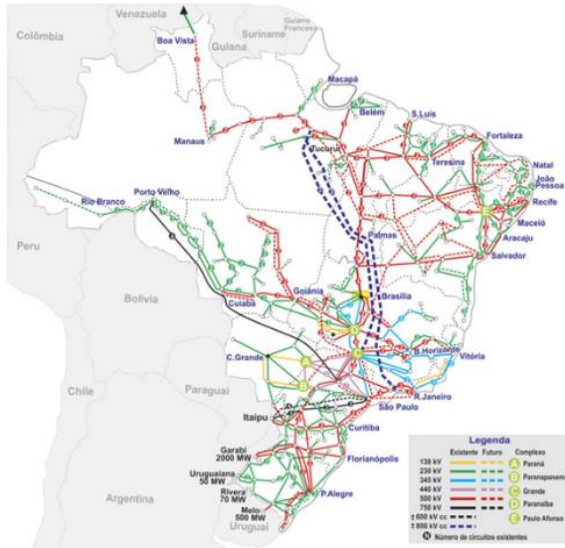 Venezuela
Guiana
Francesa
Suriname
Colômbia
Guiana
Boa Vista
Macapá
Belém
S.Luis
Fortaleza
Manaus
Tucuruí
Teresina
Natal
João
Pessoa
Recife
Maceió
Aracaju
Salvador
Porto Velho
Rio Branco
Palmas
E
Peru
Bolívia
Cuiabá
Goiânia
Brasília
D
C
B.Horizonte
Vitória
C.Grande
A
B
Chile
Paraguai
São Paulo
R.Janeiro
Itaipu
Curitiba
Garabi
2000 MW
Florianópolis
Uruguaiana
50 MW
Rivera
70 MW
Melo
500 MW
P.Alegre
Argentina
Uruguai
Legenda
Existente Futuro Complexo
138 kV A Paraná
230 kV B Paranapanema
345 kV
440 kV C Grande
500 kV D Paranaíba
750 kV
±600 kV cc E Paulo Afonso
±800 kV cc
N Número de circuitos existentes